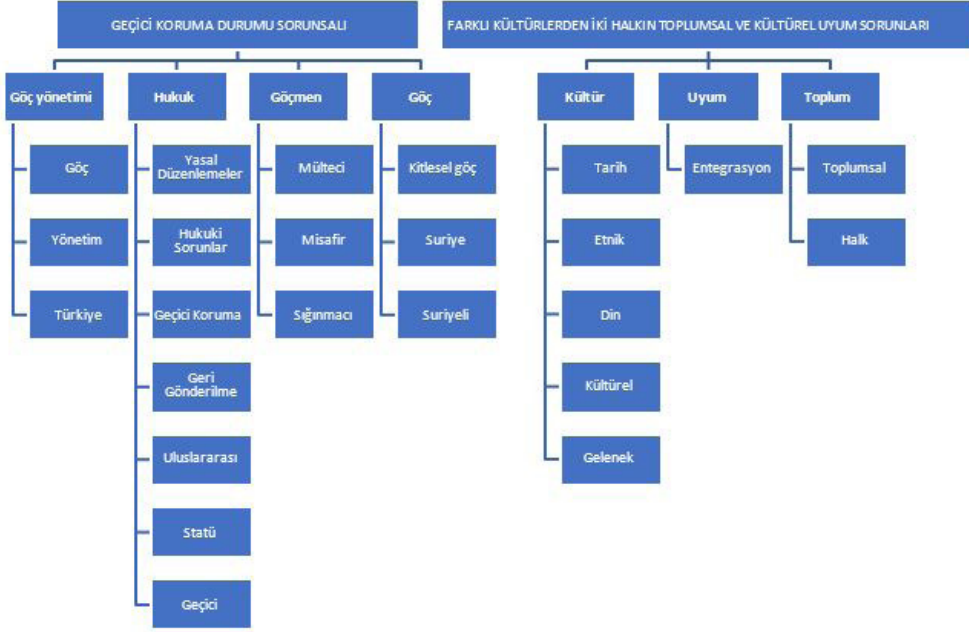 GEÇİCİ KORUMA DURUMU SORUNSALI
Göç yönetimi
Göç
Yönetim
Türkiye
Hukuk
Yasal
Düzenlemeler
Hukuki
Sorunlar
Geçici Koruma
Geri
Gönderilme
Uluslararası
Statü
Geçici
Göçmen
Mülteci
Misafir
Sığınmacı
Göç
Kitlesel göç
Suriye
Suriyeli
FARKLI KÜLTÜRLERDEN İKİ HALKIN TOPLUMSAL VE KÜLTÜREL UYUM SORUNLARI
Kültür
Tarih
Etnik
Din
Kültürel
Gelenek
Uyum
Entegrasyon
Toplum
Toplumsal
Halk